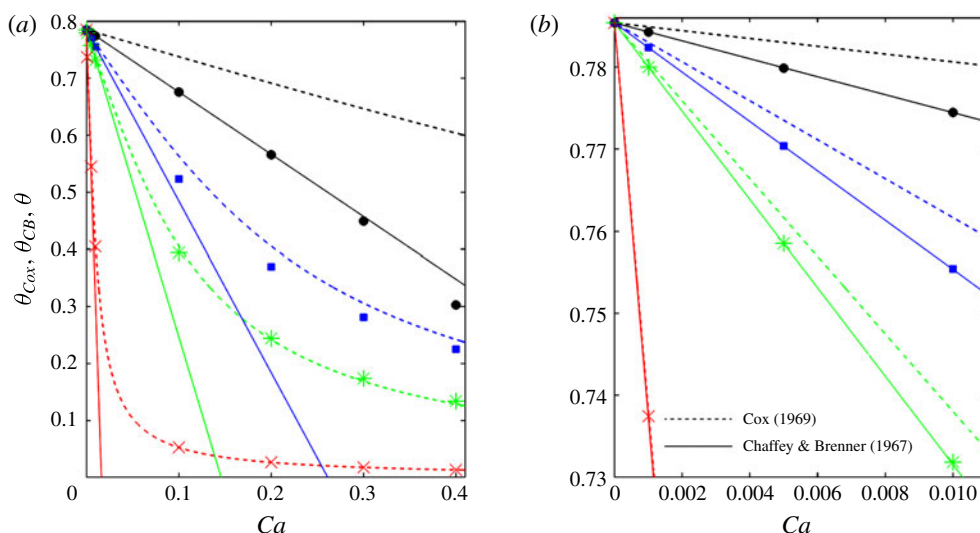 (a)
0.8
0.7
0.6
0.5
0.4
0.3
0.2
0.1
θCox, θCB, θ
0 0.1 0.2 0.3 0.4
Ca
(b)
0.78
0.77
0.76
0.75
0.74
0.73
Cox (1969)
Chaffey & Brenner (1967)
0 0.002 0.004 0.006 0.008 0.010
Ca